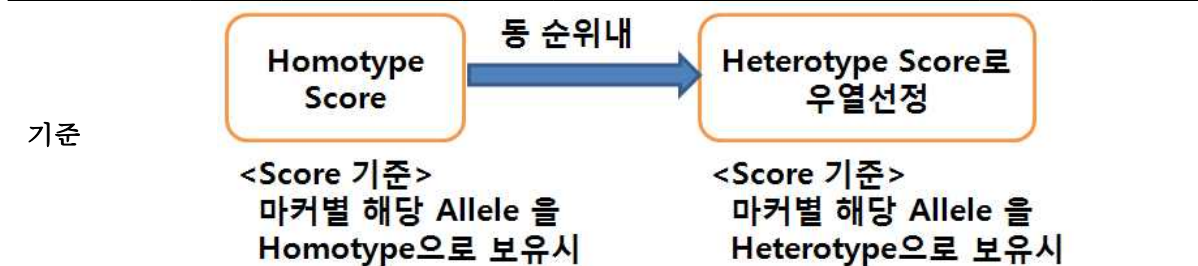 기준
Homotype
Score
동 순위내
Heterotype Score로
우열선정
<Score 기준>
마커별 해당 Allele 을
Homotype으로 보유시
<Score 기준>
마커별 해당 Allele 을
Heterotype으로 보유시